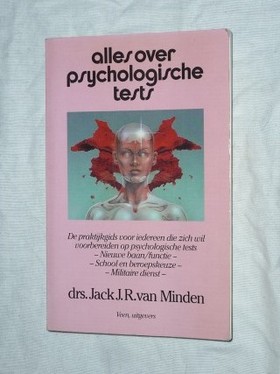 alles over
psychologische
tests
De praktijkgids voor iedereen die zich wil
voorbereiden op psychologische tests
– Nieuwe baan/functie –
– School en beroepskeuze –
– Militaire dienst –
drs. Jack J.R. van Minden
Veen, uitgevers